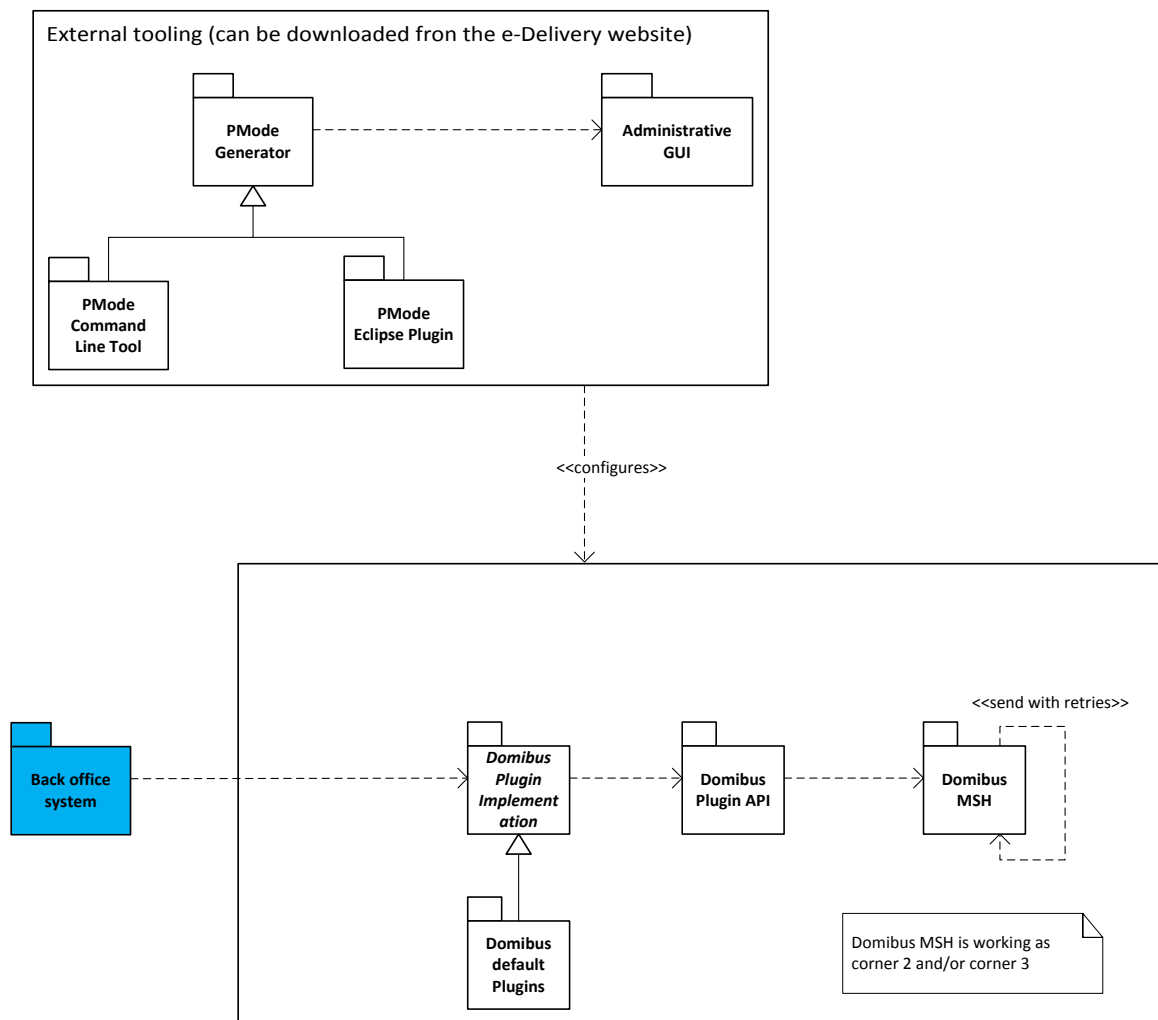 External tooling (can be downloaded fron the e-Delivery website)
PMode
Generator
Administrative
GUI
PMode
Command
Line Tool
PMode
Eclipse Plugin
<<configures>>
<<send with retries>>
Back office
system
Domibus
Plugin
Implement
ation
Domibus
Plugin API
Domibus
MSH
Domibus
default
Plugins
Domibus MSH is working as
corner 2 and/or corner 3